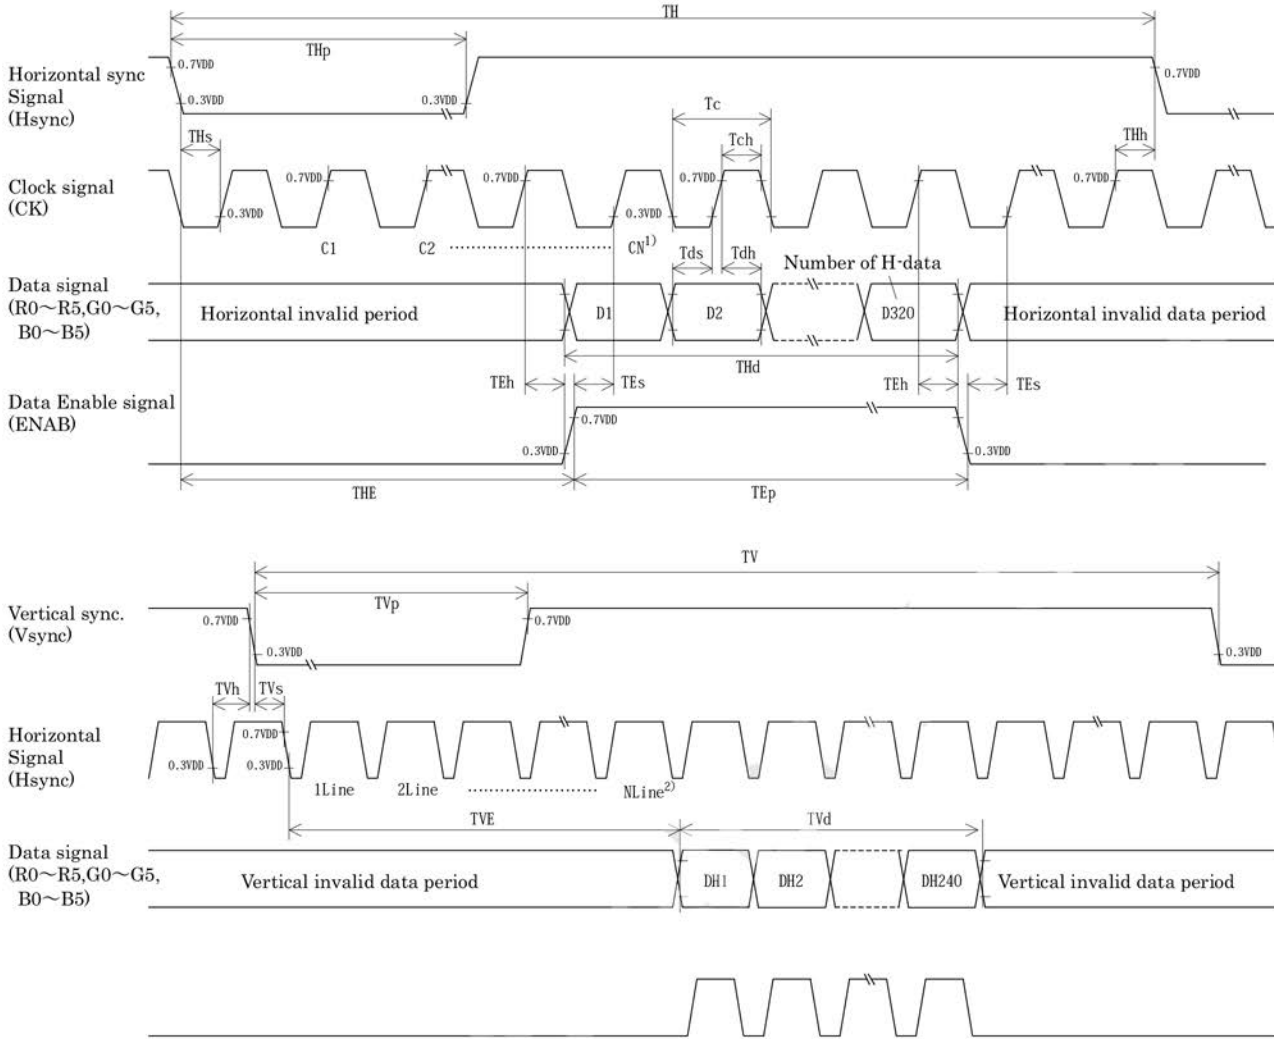 TH
THp
Horizontal sync
Signal
(Hsync)
0.7VDD
0.3VDD
0.3VDD
0.7VDD
Tc
Tch
THs
THh
Clock signal
(CK)
0.7VDD
0.7VDD
0.7VDD
0.7VDD
0.7VDD
0.3VDD
0.3VDD
C1
C2
CN1)
Tds
Tdh
Number of H-data
Data signal
(R0～R5,G0～G5,
B0～B5)
Horizontal invalid period
D1
D2
D320
Horizontal invalid data period
THd
TEh
TEs
TEh
TEs
Data Enable signal
(ENAB)
0.7VDD
0.3VDD
0.3VDD
THE
TEp
TV
TVp
Vertical sync.
(Vsync)
0.7VDD
0.7VDD
0.3VDD
0.3VDD
TVh
TVs
Horizontal
Signal
(Hsync)
0.7VDD
0.3VDD
0.3VDD
1Line
2Line
NLine2)
TVE
TVd
Data signal
(R0～R5,G0～G5,
B0～B5)
Vertical invalid data period
DH1
DH2
DH240
Vertical invalid data period